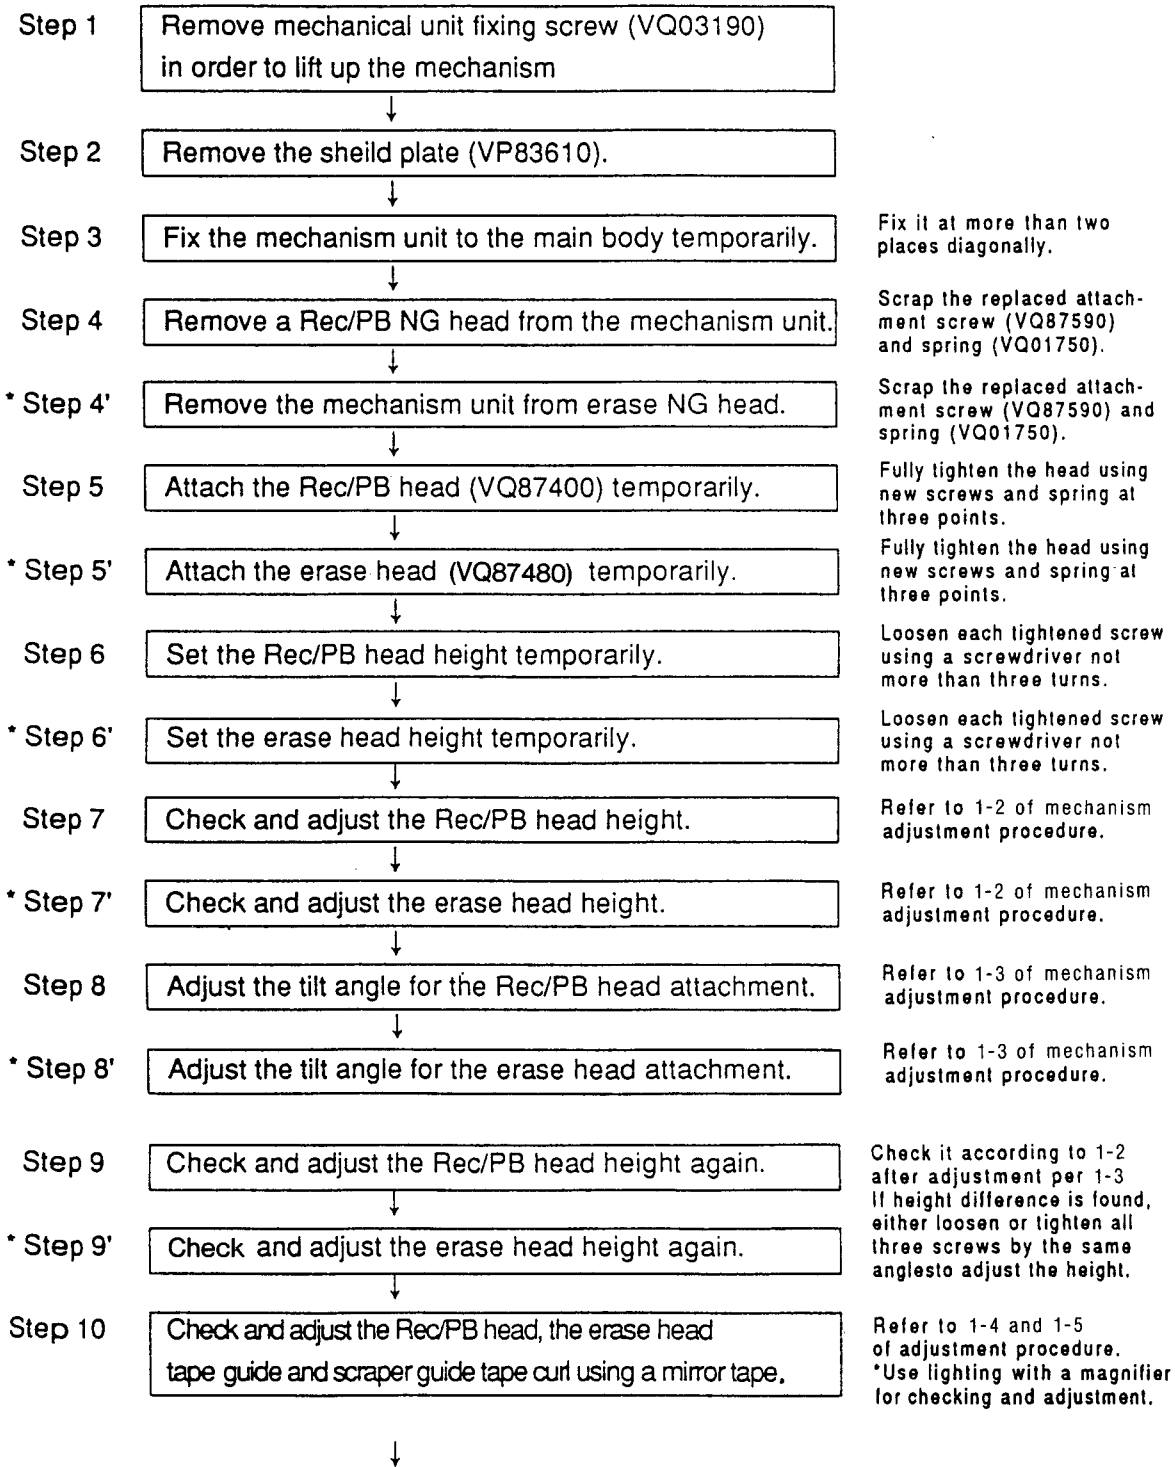 Step 1
Remove mechanical unit fixing screw (VQ03190)
in order to lift up the mechanism
Step 2
Remove the sheild plate (VP83610).
Step 3
Fix the mechanism unit to the main body temporarily.
Fix it at more than two
places diagonally.
Step 4
Remove a Rec/PB NG head from the mechanism unit.
Scrap the replaced attach-
ment screw (VQ87590)
and spring (VQ01750).
* Step 4'
Remove the mechanism unit from erase NG head.
Scrap the replaced attach-
ment screw (VQ87590) and
spring (VQ01750).
Step 5
Attach the Rec/PB head (VQ87400) temporarily.
Fully tighten the head using
new screws and spring at
three points.
* Step 5'
Attach the erase head (VQ87480) temporarily.
Fully tighten the head using
new screws and spring at
three points.
Step 6
Set the Rec/PB head height temporarily.
Loosen each tightened screw
using a screwdriver not
more than three turns.
* Step 6'
Set the erase head height temporarily.
Loosen each tightened screw
using a screwdriver not
more than three turns.
Step 7
Check and adjust the Rec/PB head height.
Refer to 1-2 of mechanism
adjustment procedure.
* Step 7'
Check and adjust the erase head height.
Refer to 1-2 of mechanism
adjustment procedure.
Step 8
Adjust the tilt angle for the Rec/PB head attachment.
Refer to 1-3 of mechanism
adjustment procedure.
* Step 8'
Adjust the tilt angle for the erase head attachment.
Refer to 1-3 of mechanism
adjustment procedure.
Step 9
Check and adjust the Rec/PB head height again.
Check it according to 1-2
after adjustment per 1-3
If height difference is found,
either loosen or tighten all
three screws by the same
anglesto adjust the height.
* Step 9'
Check and adjust the erase head height again.
Step 10
Check and adjust the Rec/PB head, the erase head
tape guide and scraper guide tape curl using a mirror tape.
Refer to 1-4 and 1-5
of adjustment procedure.
*Use lighting with a magnifier
for checking and adjustment.